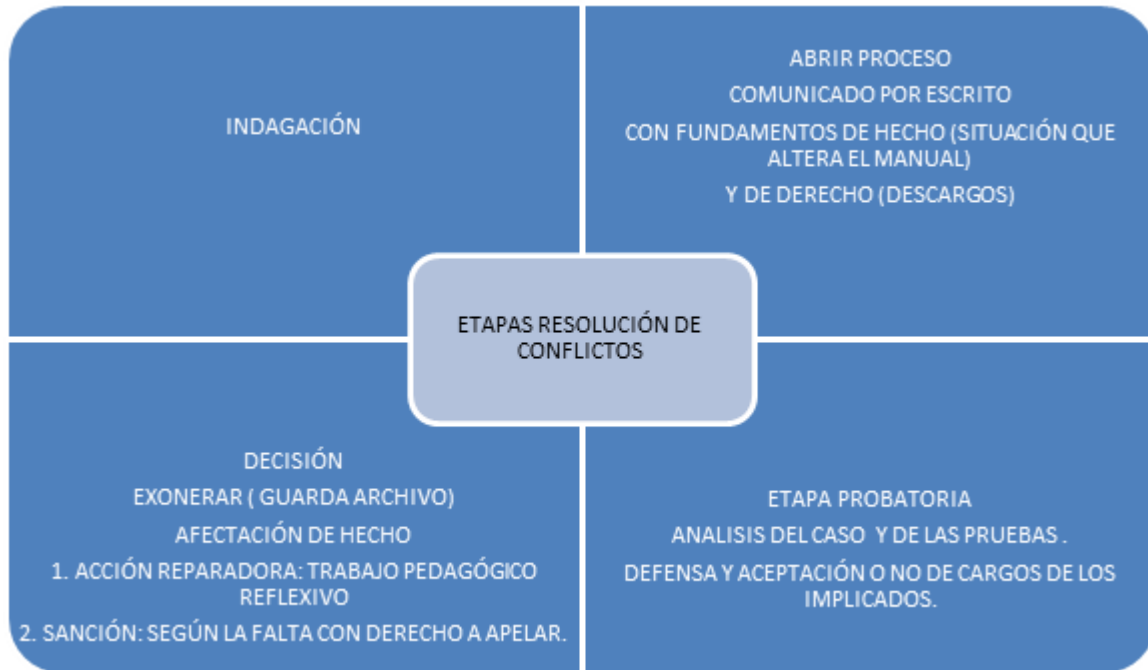 INDAGACIÓN
ABRIR PROCESO
COMUNICADO POR ESCRITO
CON FUNDAMENTOS DE HECHO (SITUACIÓN QUE
ALTERA EL MANUAL)
Y DE DERECHO (DESCARGOS)
ETAPAS RESOLUCIÓN DE
CONFLICTOS
DECISIÓN
EXONERAR ( GUARDA ARCHIVO)
AFECTACIÓN DE HECHO
1. ACCIÓN REPARADORA: TRABAJO PEDAGÓGICO
REFLEXIVO
2. SANCIÓN: SEGÚN LA FALTA CON DERECHO A APELAR.
ETAPA PROBATORIA
ANALISIS DEL CASO Y DE LAS PRUEBAS .
DEFENSA Y ACEPTACIÓN O NO DE CARGOS DE LOS
IMPLICADOS.